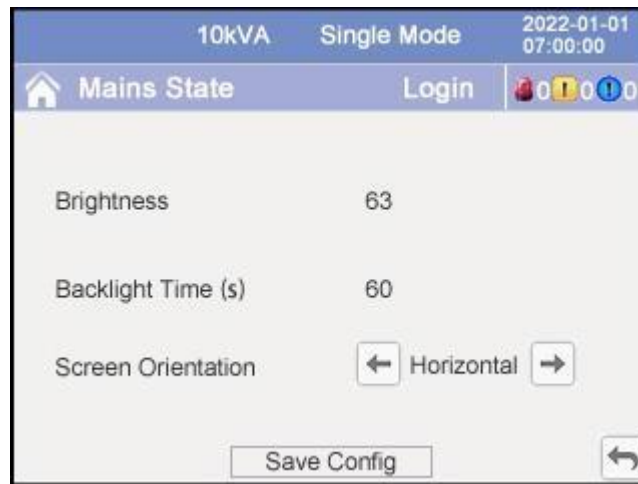 10kVA Single Mode 2022-01-01
07:00:00
Mains State Login 0 ! 0 ! 0
Brightness 63
Backlight Time (s) 60
Screen Orientation ← Horizontal →
Save Config